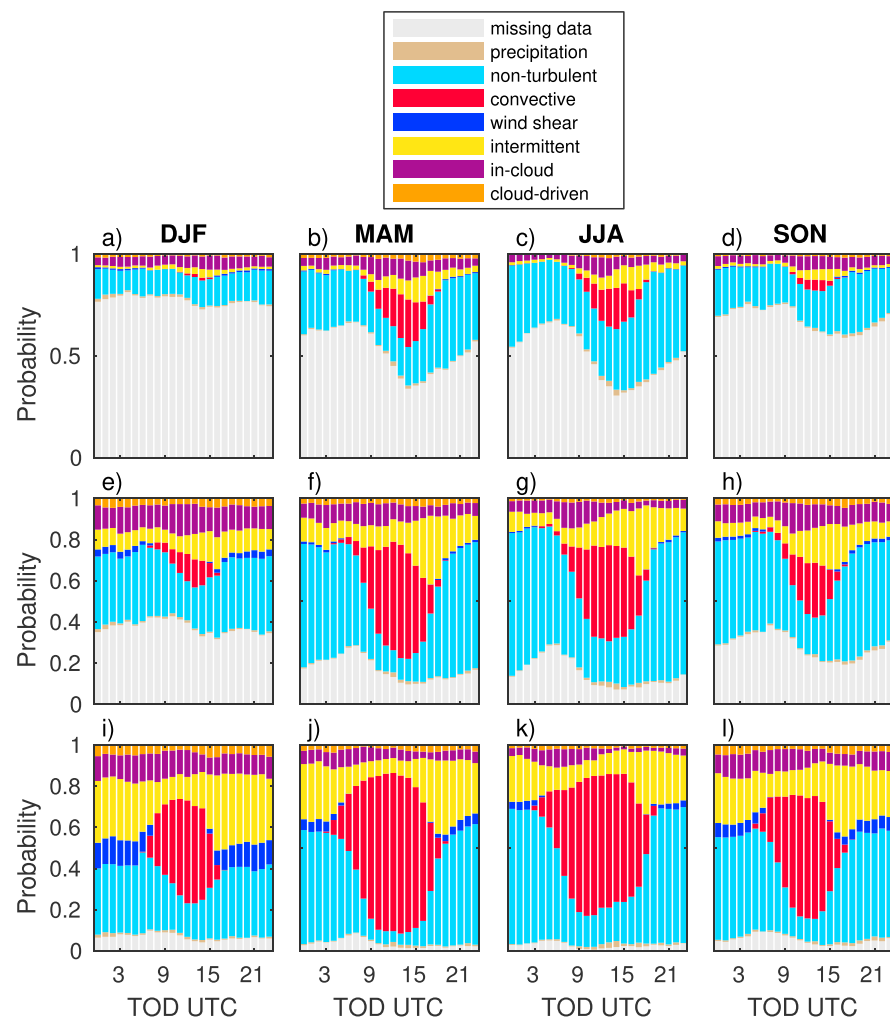 missing data
precipitation
non-turbulent
convective
wind shear
intermittent
in-cloud
cloud-driven
a) DJF b) MAM c) JJA d) SON
1
0.5
0
Probability
e) f) g) h)
1
0.8
0.6
0.4
0.2
0
Probability
i) j) k) l)
1
0.8
0.6
0.4
0.2
0
Probability
3 9 15 21 3 9 15 21 3 9 15 21 3 9 15 21
TOD UTC TOD UTC TOD UTC TOD UTC